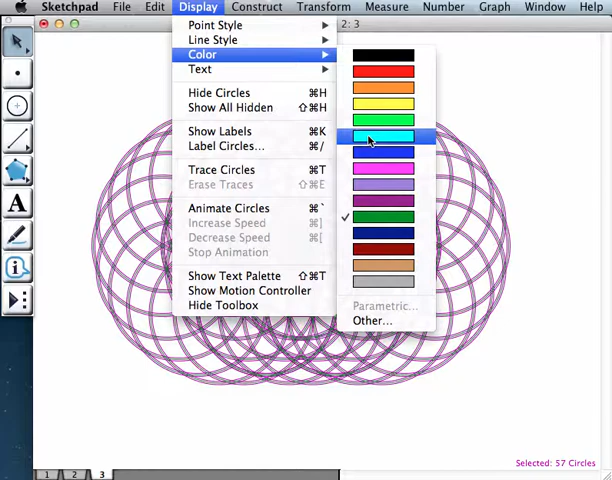 Sketchpad File Edit Display Construct Transform Measure Number Graph Window Help
2: 3
Point Style
Line Style
Color
Text
Hide Circles ⌘H
Show All Hidden ⇧⌘H
Show Labels ⌘K
Label Circles... ⌘/
Trace Circles ⌘T
Erase Traces ⇧⌘E
Animate Circles ⌘`
Increase Speed ⌘]
Decrease Speed ⌘[
Stop Animation
Show Text Palette ⇧⌘T
Show Motion Controller
Hide Toolbox
Parametric...
Other...
A
i
Selected: 57 Circles
1 2 3